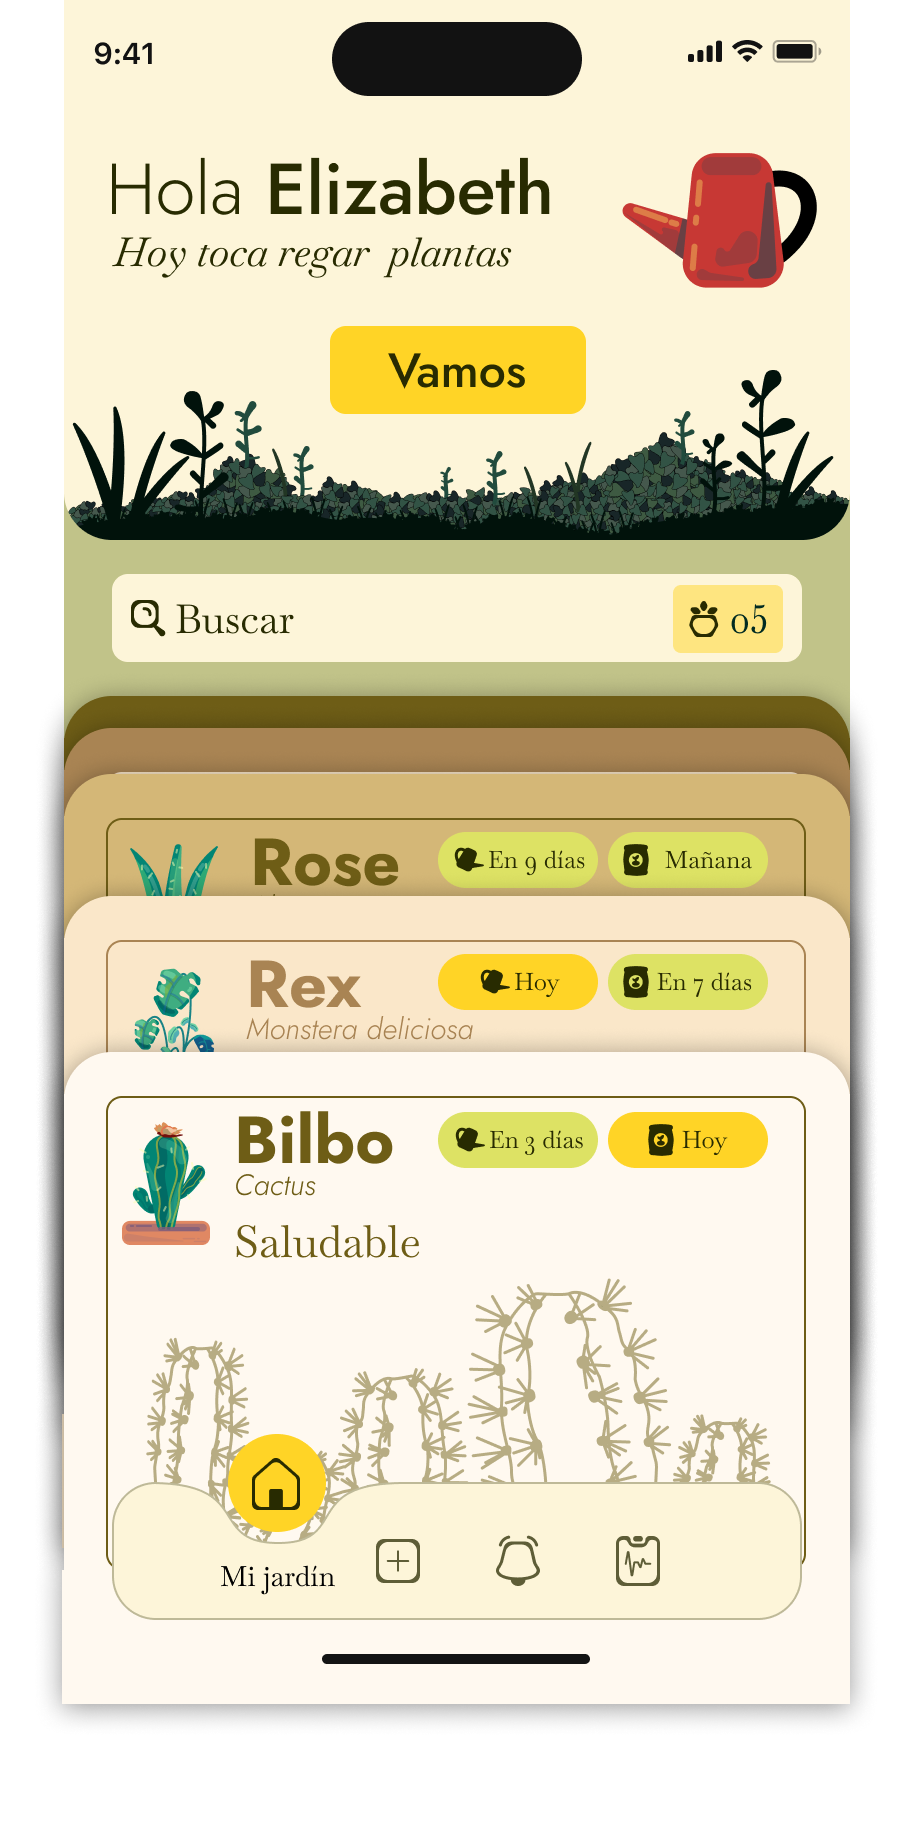 9:41
Hola Elizabeth
Hoy toca regar plantas
Vamos
Buscar 05
Rose En 9 días Mañana
Rex Hoy En 7 días
Monstera deliciosa
Bilbo En 3 días Hoy
Cactus
Saludable
Mi jardín